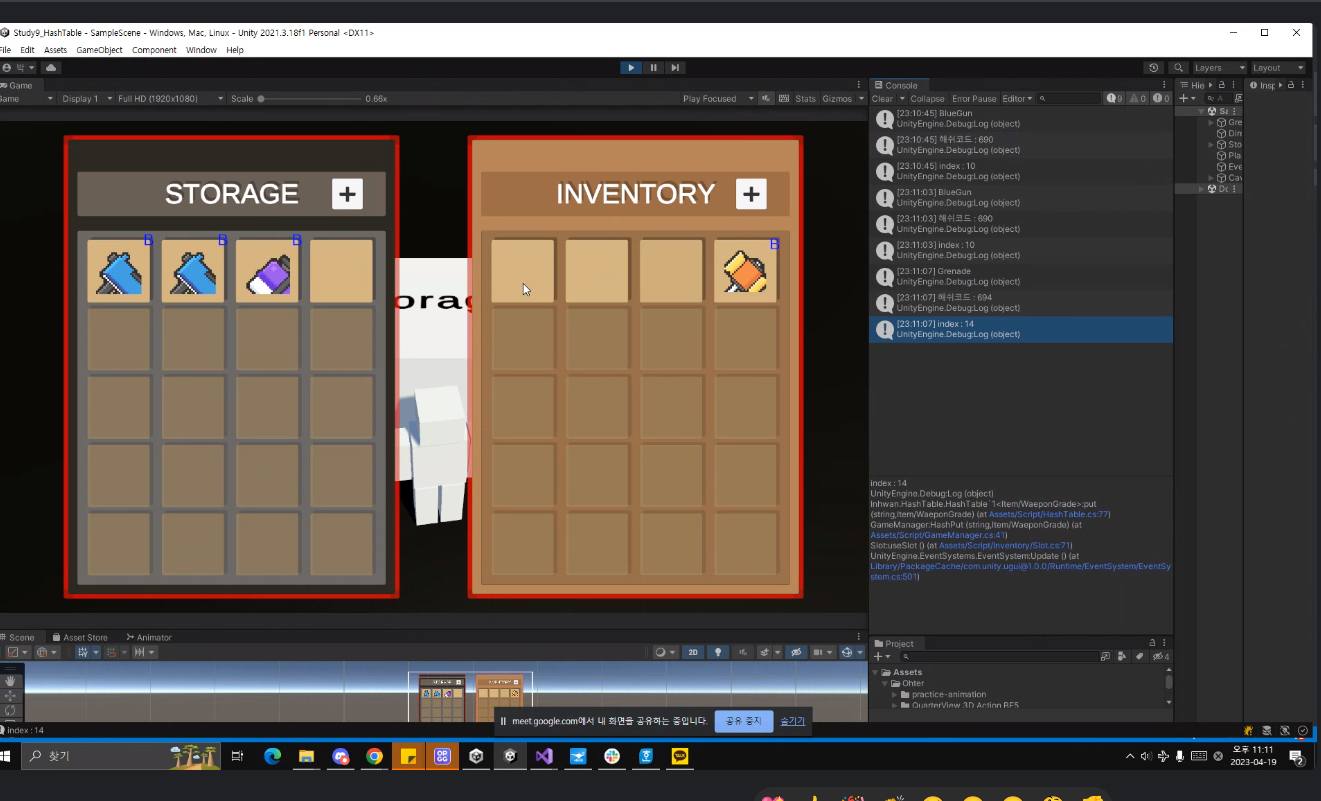 Study9_HashTable - SampleScene - Windows, Mac, Linux - Unity 2021.3.18f1 Personal <DX11>
File Edit Assets GameObject Component Window Help
박
Layers Layout
Game
Game Display 1 Full HD (1920x1080) Scale 0.66x Play Focused Stats Gizmos
STORAGE
B B B
INVENTORY
B
orag
Console
Clear Collapse Error Pause Editor 9 0 0
[23:10:45] BlueGun
UnityEngine.Debug:Log (object)
[23:10:45] 해쉬코드 : 690
UnityEngine.Debug:Log (object)
[23:10:45] index : 10
UnityEngine.Debug:Log (object)
[23:11:03] BlueGun
UnityEngine.Debug:Log (object)
[23:11:03] 해쉬코드 : 690
UnityEngine.Debug:Log (object)
[23:11:03] index : 10
UnityEngine.Debug:Log (object)
[23:11:07] Grenade
UnityEngine.Debug:Log (object)
[23:11:07] 해쉬코드 : 694
UnityEngine.Debug:Log (object)
[23:11:07] index : 14
UnityEngine.Debug:Log (object)
index : 14
UnityEngine.Debug:Log (object)
Inhwan.HashTable.HashTable`1<Item/WaeponGrade>:put
(string,Item/WaeponGrade) (at Assets/Script/HashTable.cs:77)
GameManager:HashPut (string,Item/WaeponGrade) (at
Assets/Script/GameManager.cs:41)
Slot:useSlot () (at Assets/Script/Inventory/Slot.cs:71)
UnityEngine.EventSystems.EventSystem:Update () (at
Library/PackageCache/com.unity.ugui@1.0.0/Runtime/EventSystem/EventSy
stem.cs:501)
Hie
Insp
Sa
Gre
Dir
Sto
Pla
Eve
Cav
Scene Asset Store Animator
2D
Project
4
Assets
Ohter
practice-animation
QuarterView 3D Action BE5
meet.google.com에서 내 화면을 공유하는 중입니다. 공유 중지 숨기기
index : 14
찾기
오후 11:11
2023-04-19
2